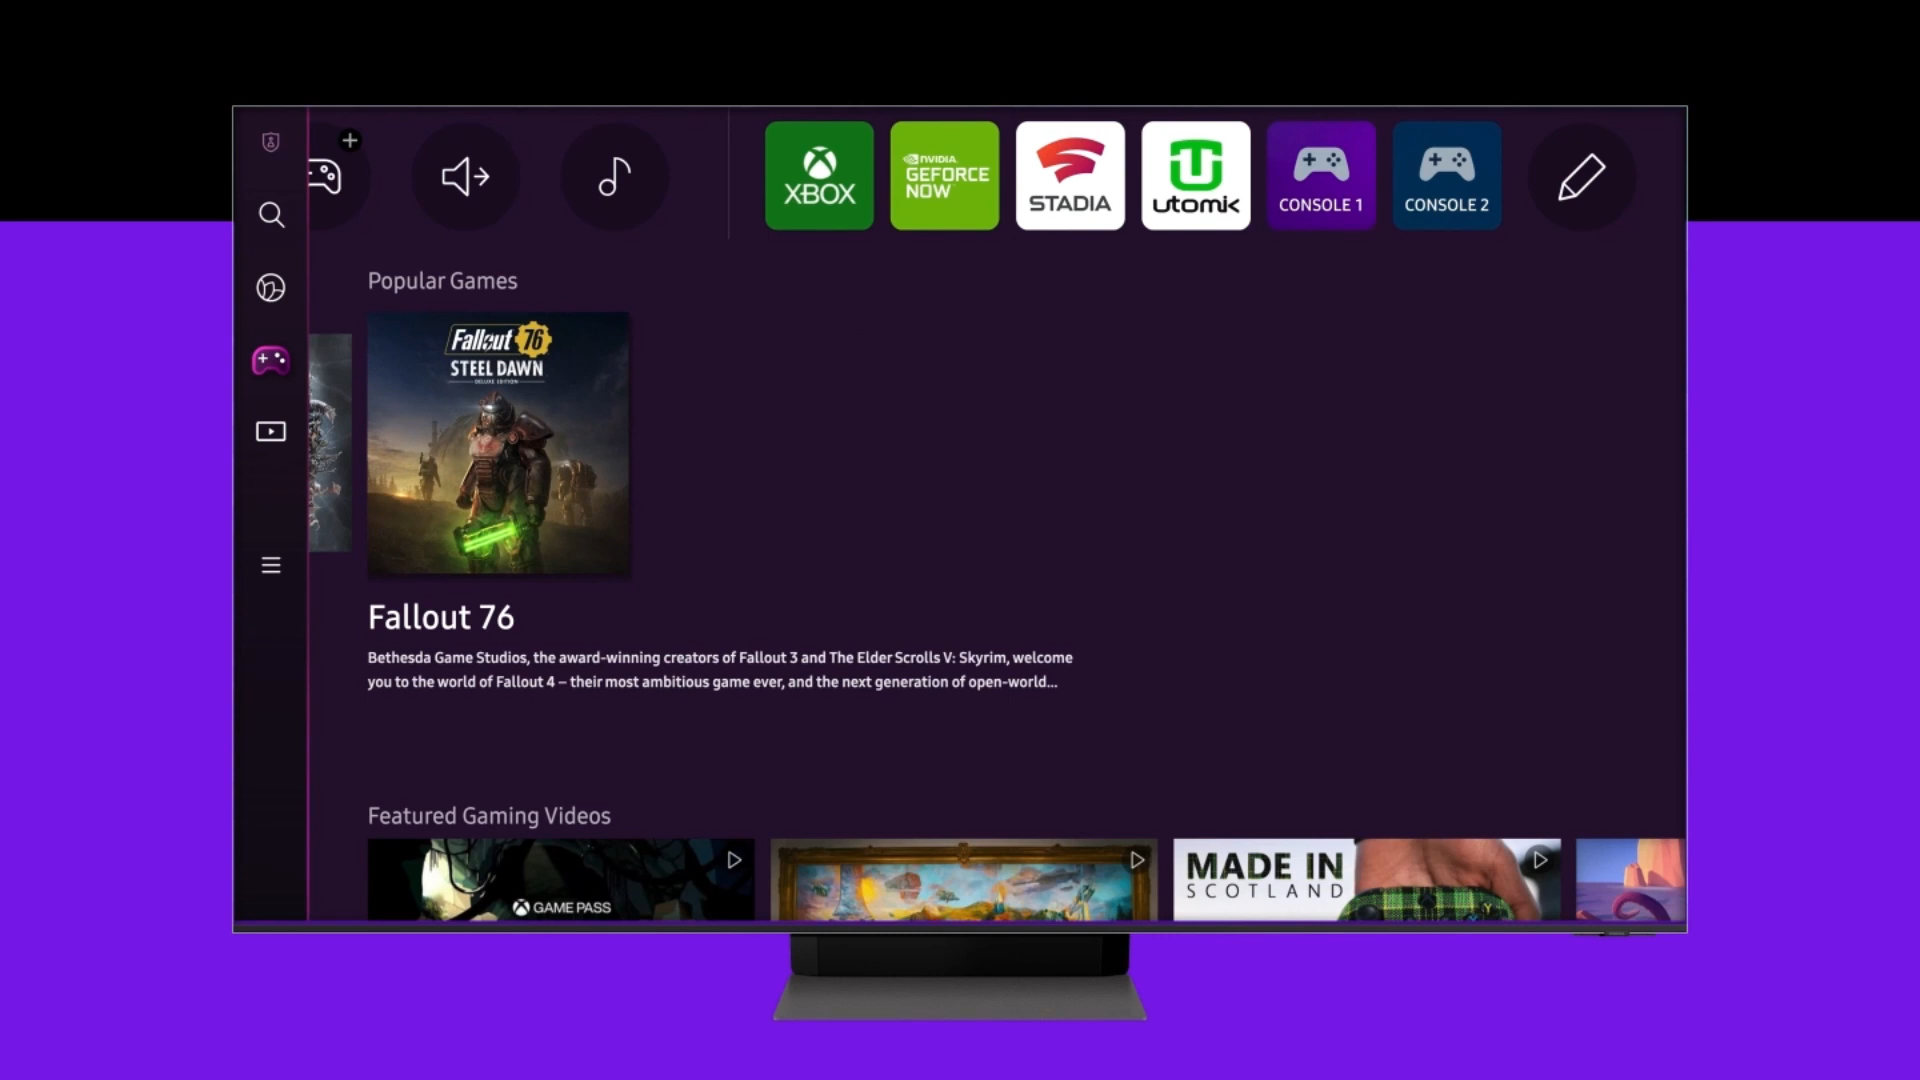 XBOX
NVIDIA
GEFORCE
NOW
STADIA
utomik
CONSOLE 1
CONSOLE 2
Popular Games
Fallout 76
STEEL DAWN
DELUXE EDITION
Fallout 76
Bethesda Game Studios, the award-winning creators of Fallout 3 and The Elder Scrolls V: Skyrim, welcome
you to the world of Fallout 4 – their most ambitious game ever, and the next generation of open-world...
Featured Gaming Videos
GAME PASS
MADE IN
SCOTLAND